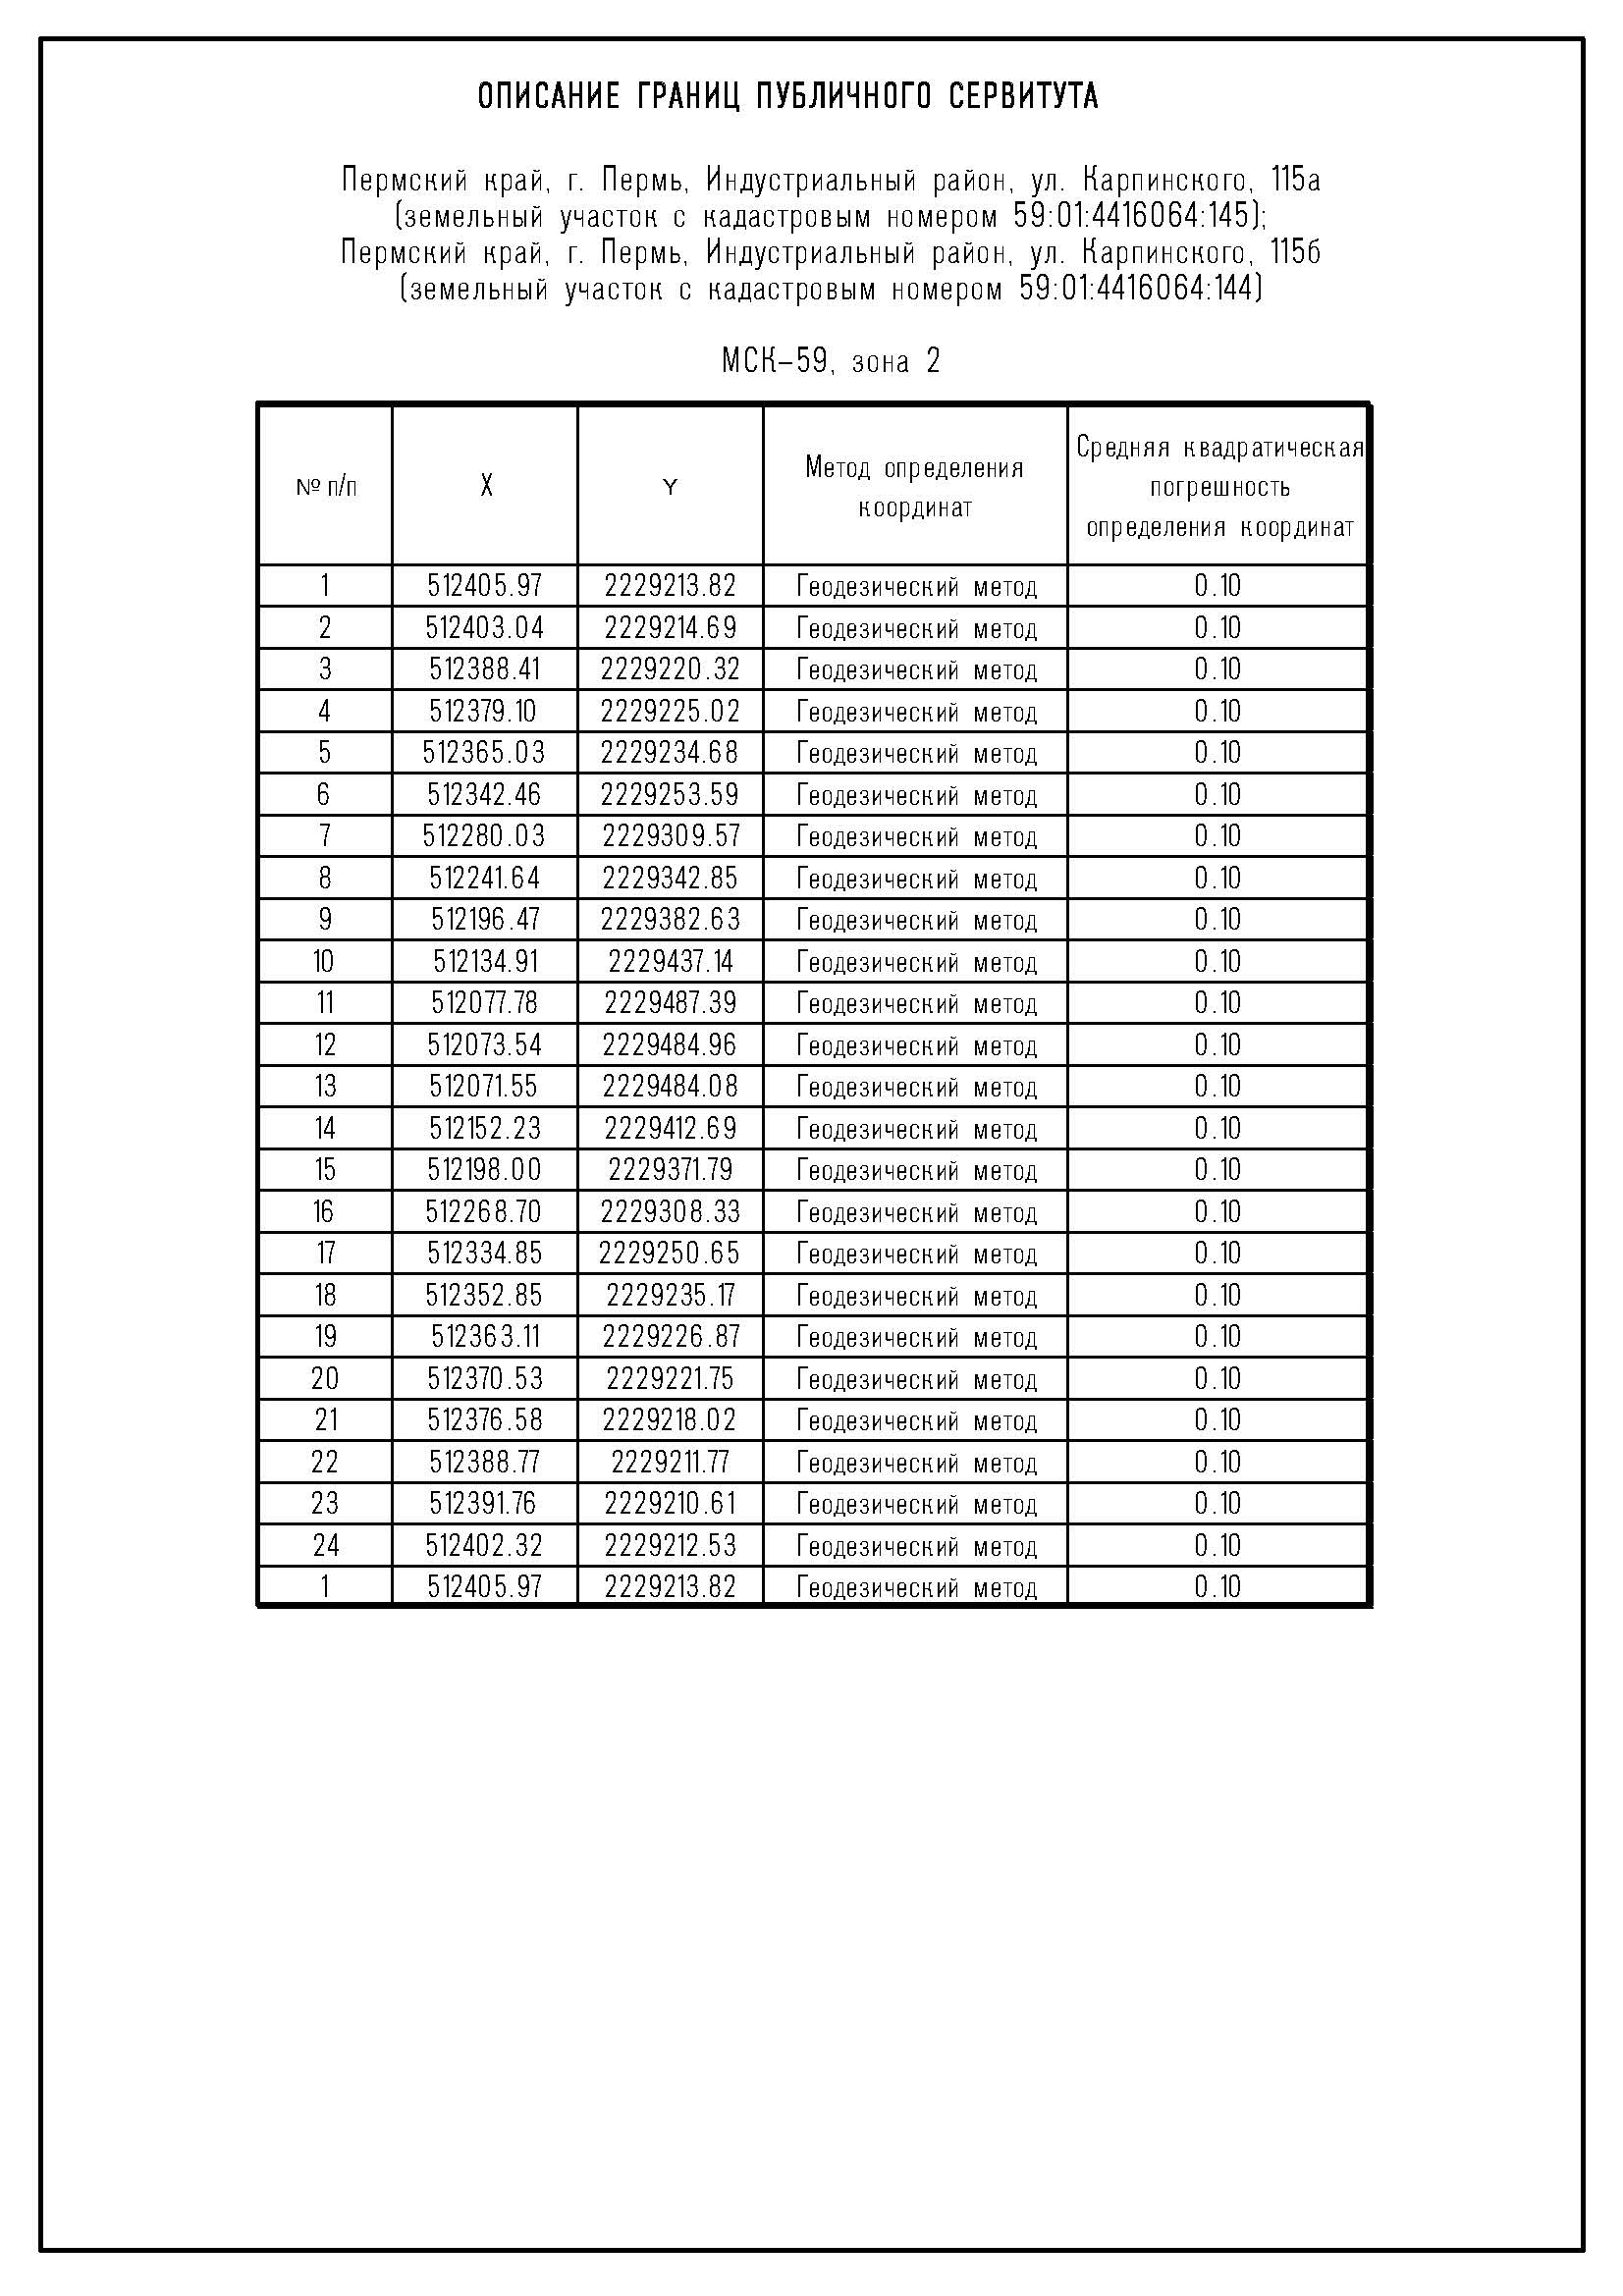 ОПИСАНИЕ ГРАНИЦ ПУБЛИЧНОГО СЕРВИТУТА
Пермский край, г. Пермь, Индустриальный район, ул. Карпинского, 115а
(земельный участок с кадастровым номером 59:01:4416064:145);
Пермский край, г. Пермь, Индустриальный район, ул. Карпинского, 115б
(земельный участок с кадастровым номером 59:01:4416064:144)
МСК-59, зона 2
№ п/п X Y Метод определения координат Средняя квадратическая погрешность определения координат
1 512405.97 2229213.82 Геодезический метод 0.10
2 512403.04 2229214.69 Геодезический метод 0.10
3 512388.41 2229220.32 Геодезический метод 0.10
4 512379.10 2229225.02 Геодезический метод 0.10
5 512365.03 2229234.68 Геодезический метод 0.10
6 512342.46 2229253.59 Геодезический метод 0.10
7 512280.03 2229309.57 Геодезический метод 0.10
8 512241.64 2229342.85 Геодезический метод 0.10
9 512196.47 2229382.63 Геодезический метод 0.10
10 512134.91 2229437.14 Геодезический метод 0.10
11 512077.78 2229487.39 Геодезический метод 0.10
12 512073.54 2229484.96 Геодезический метод 0.10
13 512071.55 2229484.08 Геодезический метод 0.10
14 512152.23 2229412.69 Геодезический метод 0.10
15 512198.00 2229371.79 Геодезический метод 0.10
16 512268.70 2229308.33 Геодезический метод 0.10
17 512334.85 2229250.65 Геодезический метод 0.10
18 512352.85 2229235.17 Геодезический метод 0.10
19 512363.11 2229226.87 Геодезический метод 0.10
20 512370.53 2229221.75 Геодезический метод 0.10
21 512376.58 2229218.02 Геодезический метод 0.10
22 512388.77 2229211.77 Геодезический метод 0.10
23 512391.76 2229210.61 Геодезический метод 0.10
24 512402.32 2229212.53 Геодезический метод 0.10
1 512405.97 2229213.82 Геодезический метод 0.10